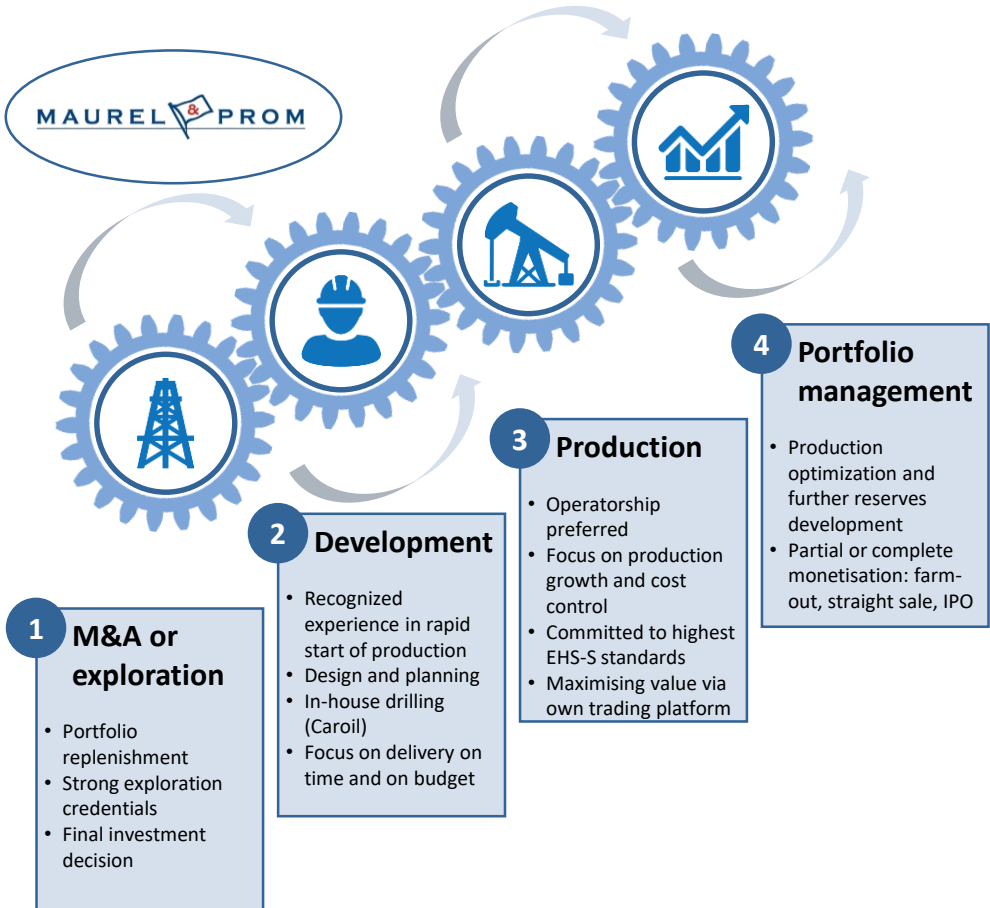 MAUREL & PROM
1
M&A or
exploration
• Portfolio
replenishment
• Strong exploration
credentials
• Final investment
decision
2
Development
• Recognized
experience in rapid
start of production
• Design and planning
• In-house drilling
(Caroil)
• Focus on delivery on
time and on budget
3
Production
• Operatorship
preferred
• Focus on production
growth and cost
control
• Committed to highest
EHS-S standards
• Maximising value via
own trading platform
4
Portfolio
management
• Production
optimization and
further reserves
development
• Partial or complete
monetisation: farm-
out, straight sale, IPO